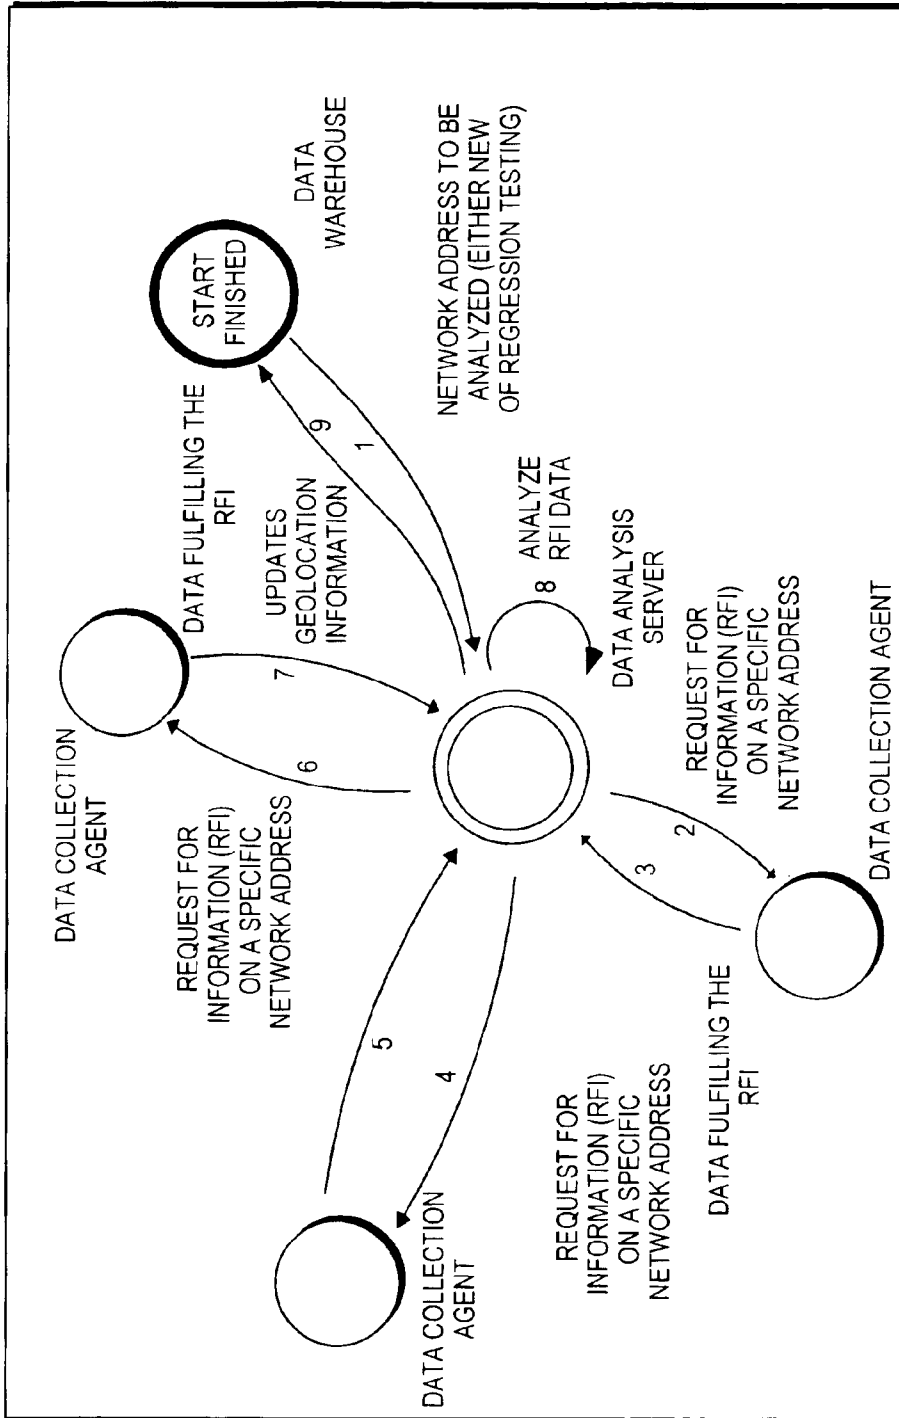 DATA COLLECTION
AGENT
DATA FULFILLING THE
RFI
START
FINISHED
DATA
WAREHOUSE
REQUEST FOR
INFORMATION (RFI)
ON A SPECIFIC
NETWORK ADDRESS
6
7
UPDATES
GEOLOCATION
INFORMATION
9
1
NETWORK ADDRESS TO BE
ANALYZED (EITHER NEW
OF REGRESSION TESTING)
5
4
8
ANALYZE
RFI DATA
DATA ANALYSIS
SERVER
DATA COLLECTION
AGENT
REQUEST FOR
INFORMATION (RFI)
ON A SPECIFIC
NETWORK ADDRESS
3
2
REQUEST FOR
INFORMATION (RFI)
ON A SPECIFIC
NETWORK ADDRESS
DATA FULFILLING THE
RFI
DATA COLLECTION AGENT